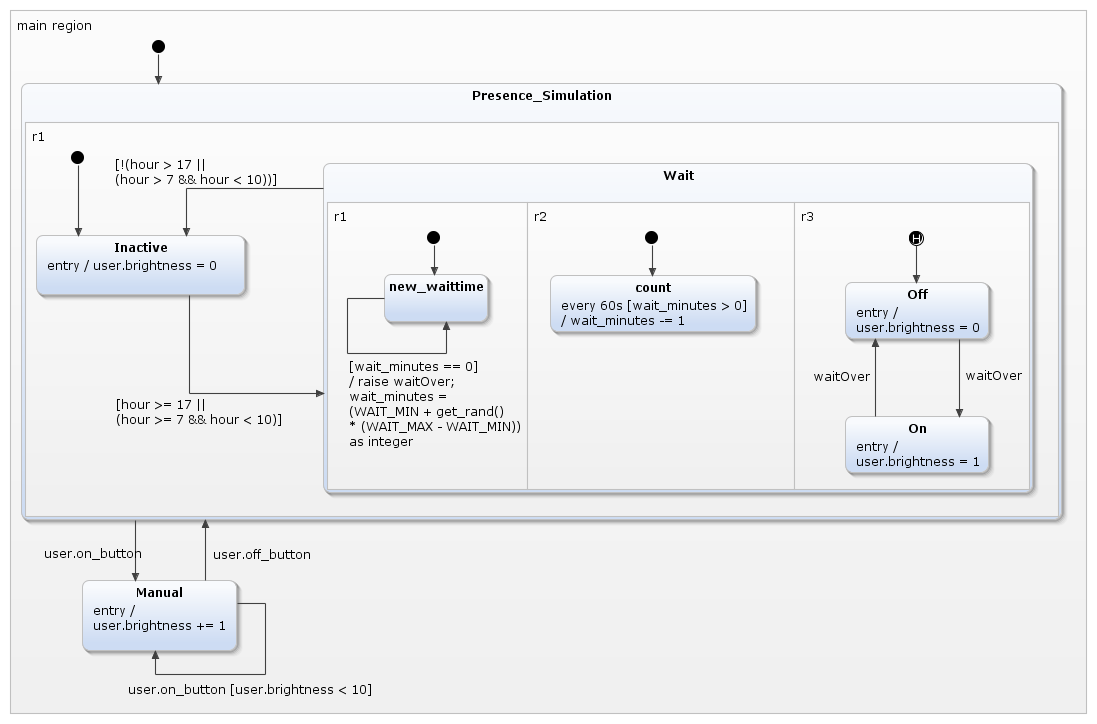 main region
Presence_Simulation
r1
[!(hour > 17 ||
(hour > 7 && hour < 10))]
Inactive
entry / user.brightness = 0
[hour >= 17 ||
(hour >= 7 && hour < 10)]
Wait
r1
new_waittime
[wait_minutes == 0]
/ raise waitOver;
wait_minutes =
(WAIT_MIN + get_rand()
* (WAIT_MAX - WAIT_MIN))
as integer
r2
count
every 60s [wait_minutes > 0]
/ wait_minutes -= 1
r3
H
Off
entry /
user.brightness = 0
waitOver
waitOver
On
entry /
user.brightness = 1
user.on_button
user.off_button
Manual
entry /
user.brightness += 1
user.on_button [user.brightness < 10]